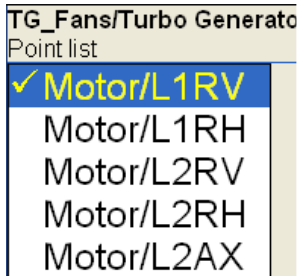 TG_Fans/Turbo Generato
Point list
✓ Motor/L1RV
Motor/L1RH
Motor/L2RV
Motor/L2RH
Motor/L2AX